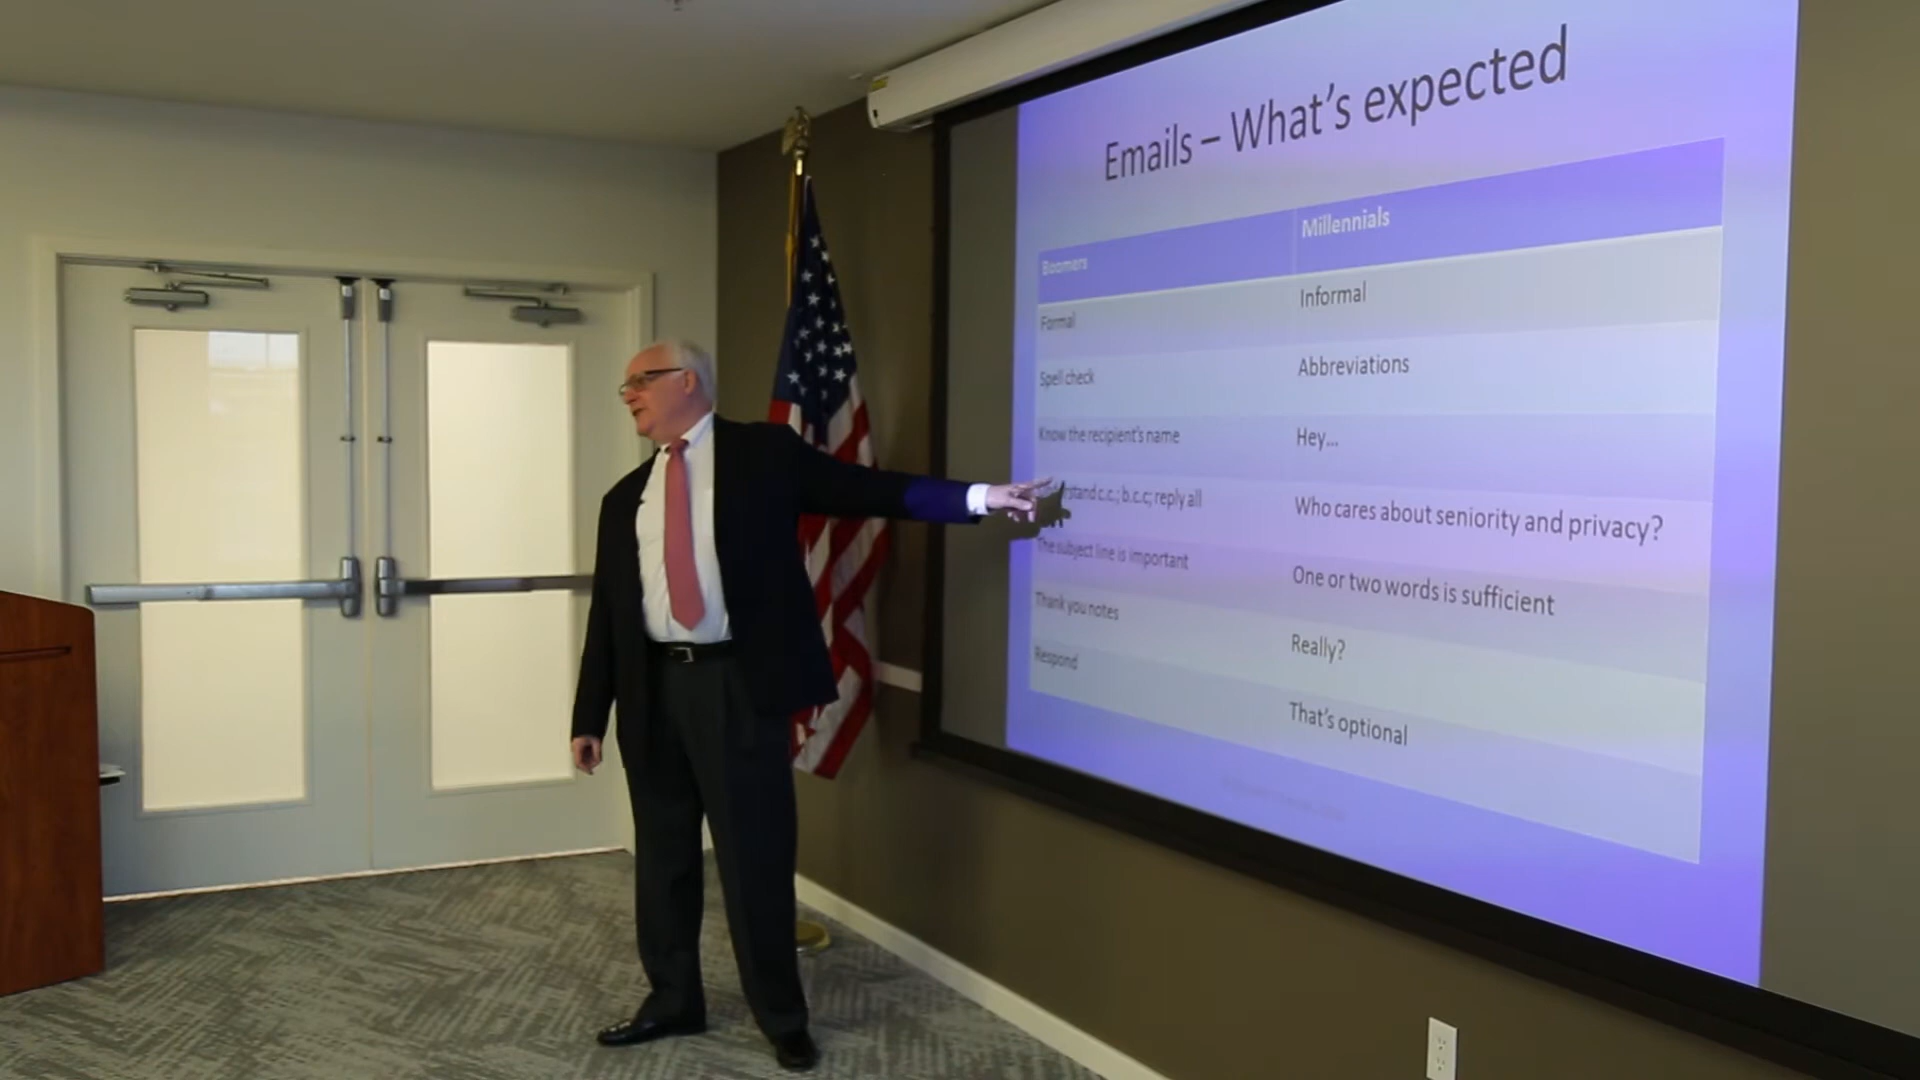 Emails – What's expected
Boomers Millennials
Formal Informal
Spell check Abbreviations
Know the recipient's name Hey...
c.c.; b.c.c; reply all Who cares about seniority and privacy?
The subject line is important One or two words is sufficient
Thank you notes Really?
Respond That's optional